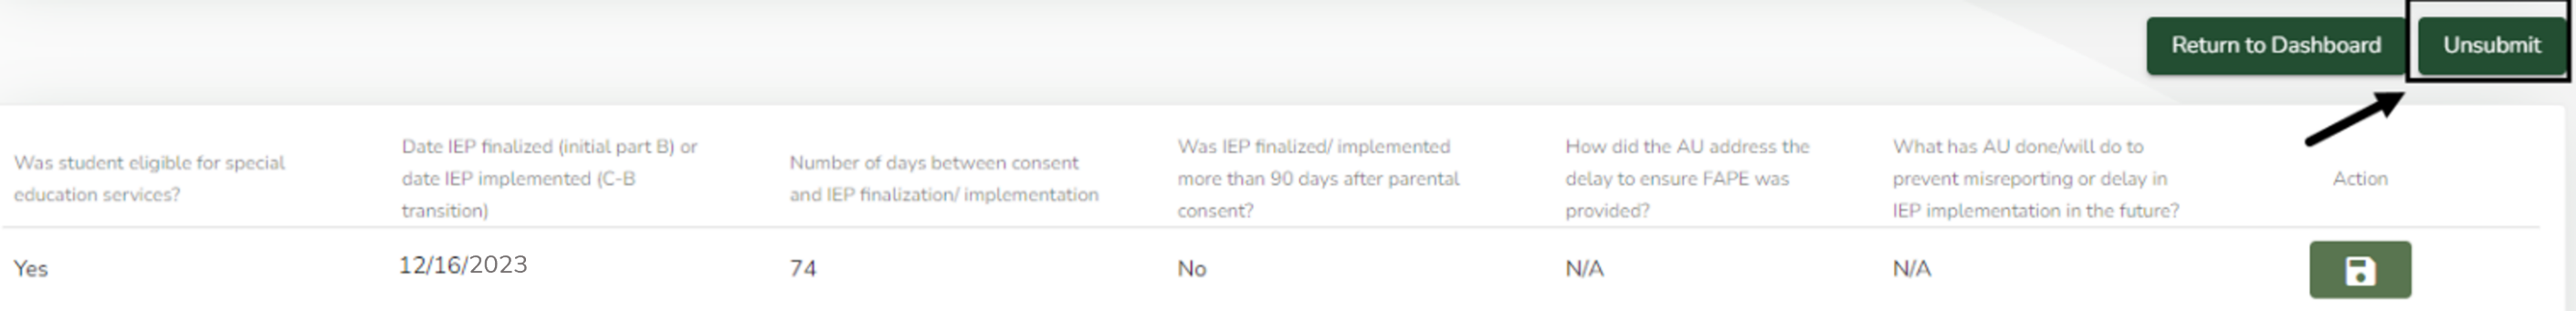 Return to Dashboard
Unsubmit
Was student eligible for special
education services?
Date IEP finalized (initial part B) or
date IEP implemented (C-B
transition)
Number of days between consent
and IEP finalization/ implementation
Was IEP finalized/ implemented
more than 90 days after parental
consent?
How did the AU address the
delay to ensure FAPE was
provided?
What has AU done/will do to
prevent misreporting or delay in
IEP implementation in the future?
Action
Yes
12/16/2023
74
No
N/A
N/A